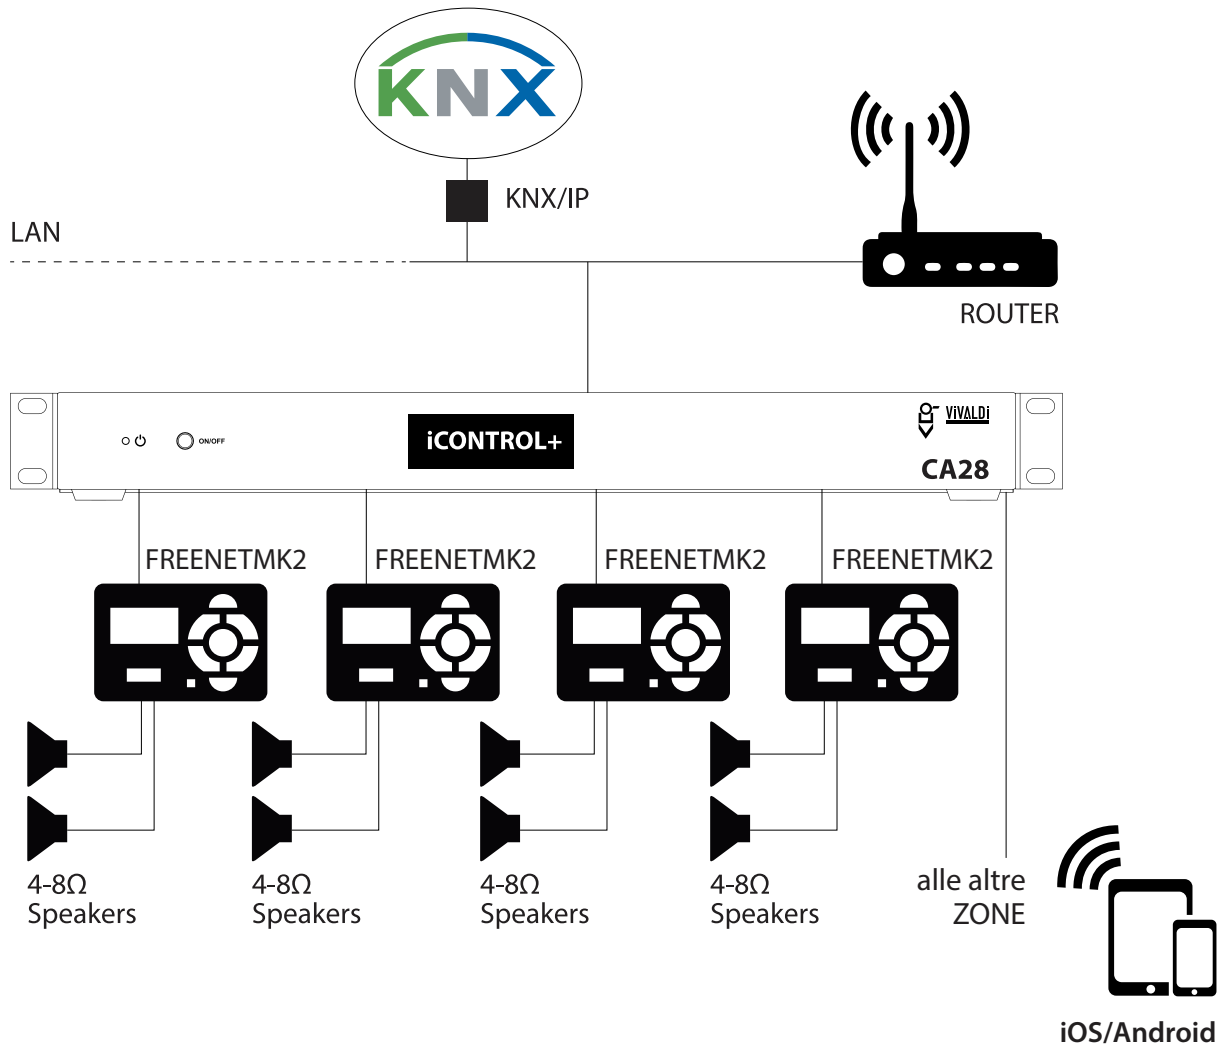 KNX
KNX/IP
LAN
ROUTER
ON/OFF
iCONTROL+
ViVALDi
CA28
FREENETMK2
FREENETMK2
FREENETMK2
FREENETMK2
4-8Ω
Speakers
4-8Ω
Speakers
4-8Ω
Speakers
4-8Ω
Speakers
alle altre
ZONE
iOS/Android